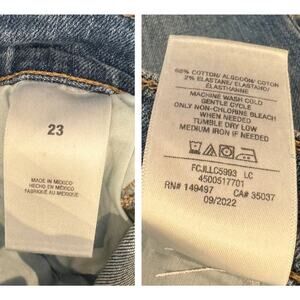 23
MADE IN MEXICO
HECHO EN MÉXICO
FABRIQUÉ AU MEXIQUE
98% COTTON/ ALGODÓN/ COTON
2% ELASTANE/ ELASTANO/
ÉLASTHANNE
MACHINE WASH COLD
GENTLE CYCLE
ONLY NON-CHLORINE BLEACH
WHEN NEEDED
TUMBLE DRY LOW
MEDIUM IRON IF NEEDED
FCJLLC5993 LC
4500517701
RN# 149497 CA# 35037
09/2022